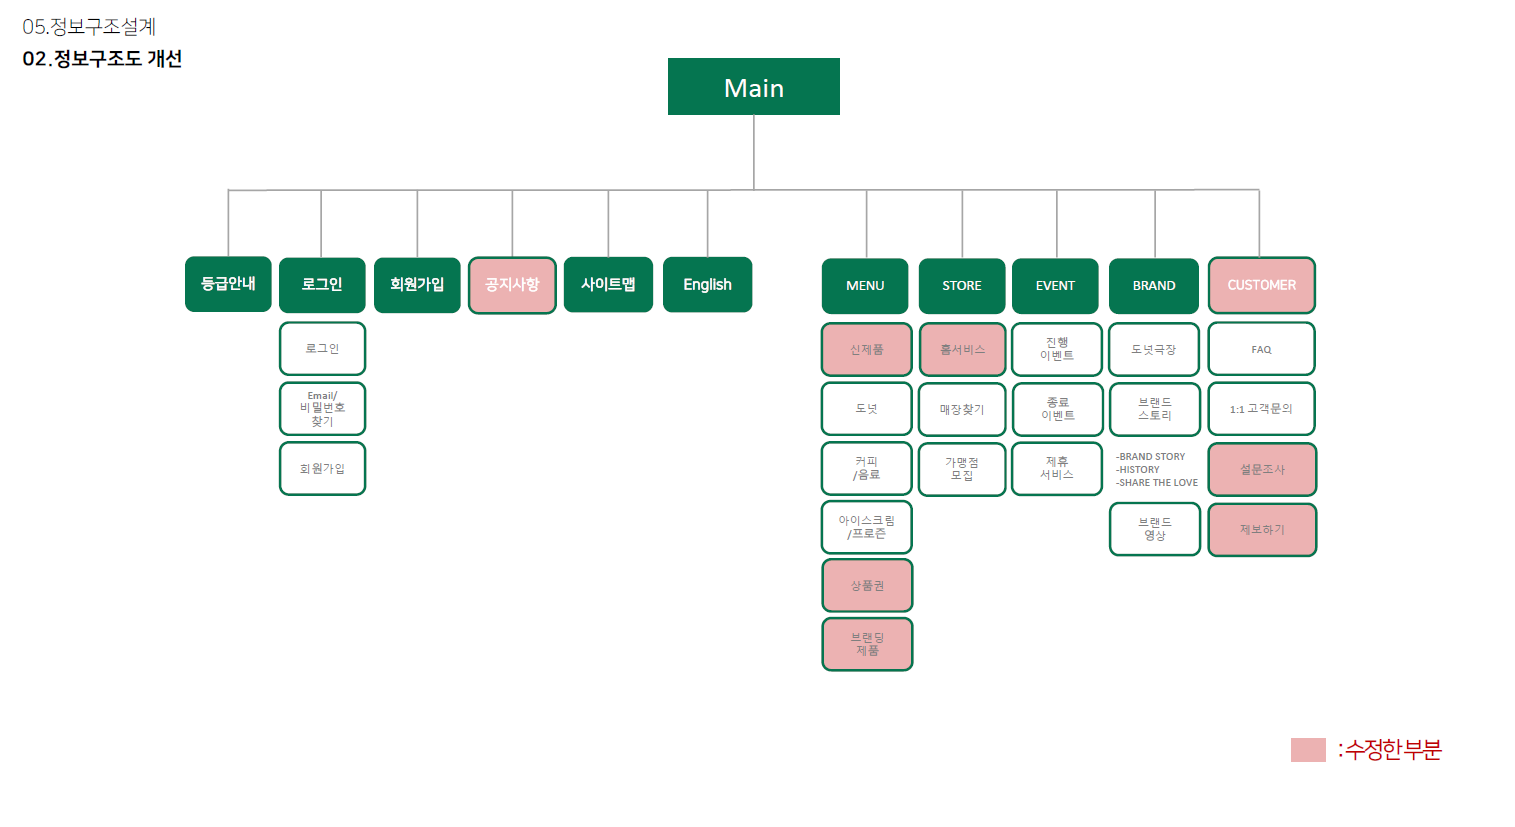 05.정보구조설계
02.정보구조도 개선
Main
등급안내
로그인
회원가입
공지사항
사이트맵
English
MENU
STORE
EVENT
BRAND
CUSTOMER
로그인
Email/
비밀번호
찾기
회원가입
신제품
도넛
커피
/음료
아이스크림
/프로즌
상품권
브랜딩
제품
홈서비스
매장찾기
가맹점
모집
진행
이벤트
종료
이벤트
제휴
서비스
도넛극장
브랜드
스토리
-BRAND STORY
-HISTORY
-SHARE THE LOVE
브랜드
영상
FAQ
1:1 고객문의
설문조사
제보하기
: 수정한 부분